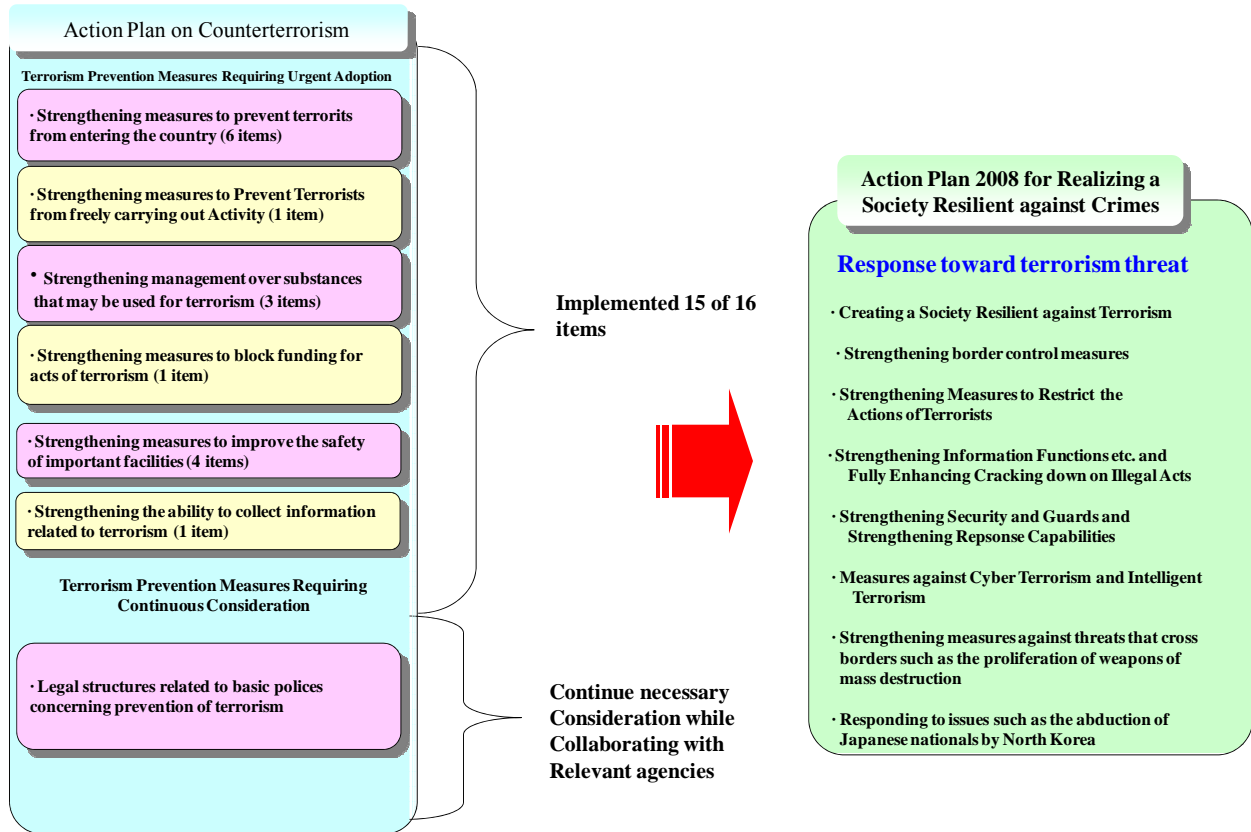 Action Plan on Counterterrorism
Terrorism Prevention Measures Requiring Urgent Adoption
· Strengthening measures to prevent terrorits
from entering the country (6 items)
· Strengthening measures to Prevent Terrorists
from freely carrying out Activity (1 item)
• Strengthening management over substances
that may be used for terrorism (3 items)
· Strengthening measures to block funding for
acts of terrorism (1 item)
· Strengthening measures to improve the safety
of important facilities (4 items)
· Strengthening the ability to collect information
related to terrorism (1 item)
Terrorism Prevention Measures Requiring
Continuous Consideration
· Legal structures related to basic polices
concerning prevention of terrorism
Implemented 15 of 16
items
Continue necessary
Consideration while
Collaborating with
Relevant agencies
Action Plan 2008 for Realizing a
Society Resilient against Crimes
Response toward terrorism threat
· Creating a Society Resilient against Terrorism
· Strengthening border control measures
· Strengthening Measures to Restrict the
Actions of Terrorists
· Strengthening Information Functions etc. and
Fully Enhancing Cracking down on Illegal Acts
· Strengthening Security and Guards and
Strengthening Repsonse Capabilities
· Measures against Cyber Terrorism and Intelligent
Terrorism
· Strengthening measures against threats that cross
borders such as the proliferation of weapons of
mass destruction
· Responding to issues such as the abduction of
Japanese nationals by North Korea